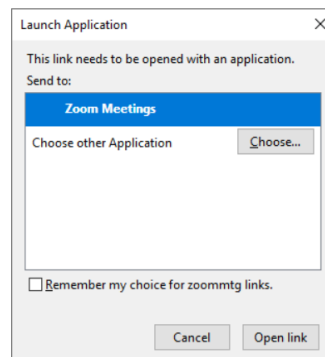 Launch Application
This link needs to be opened with an application.
Send to:
Zoom Meetings
Choose other Application
Choose...
Remember my choice for zoommtg links.
Cancel
Open link